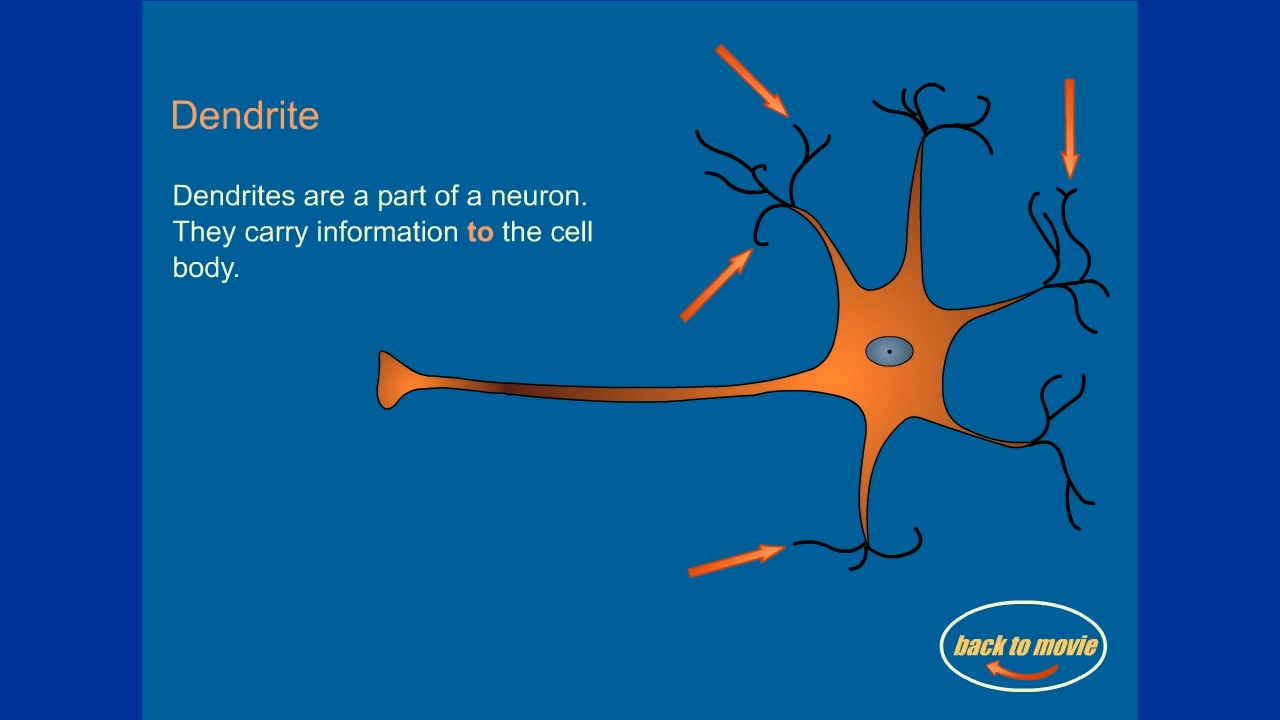 Dendrite
Dendrites are a part of a neuron.
They carry information to the cell
body.
back to movie